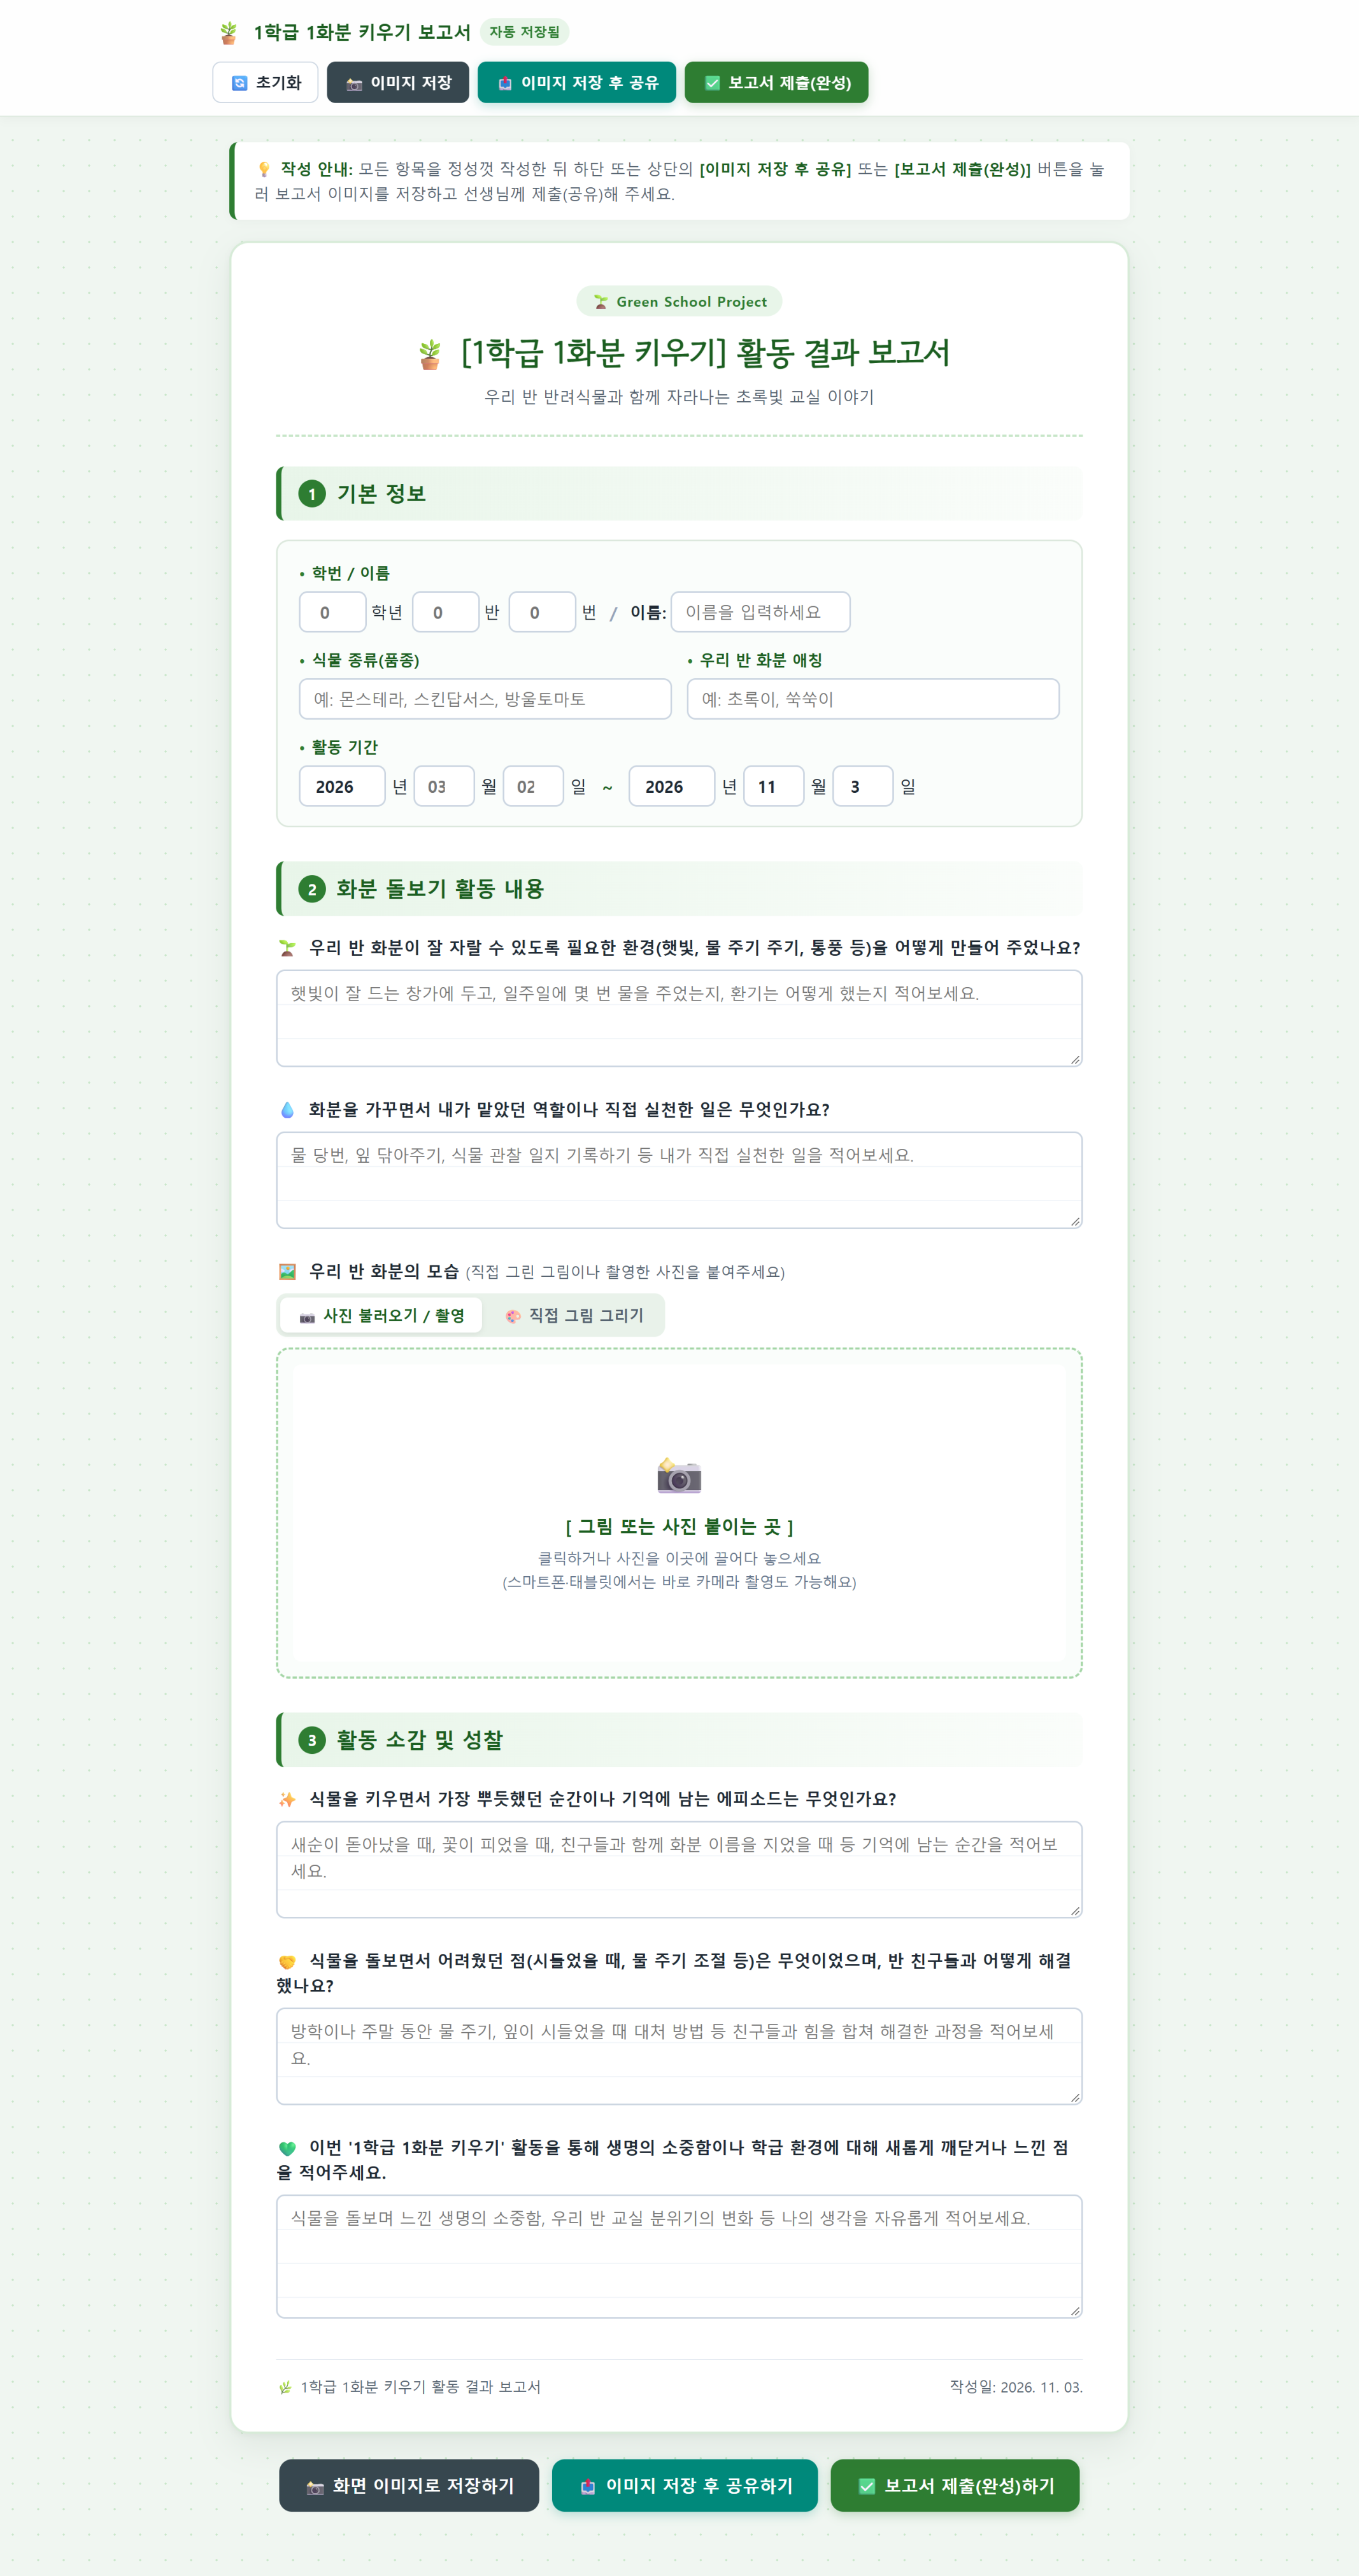 1학급 1화분 키우기 보고서 자동 저장됨
초기화 이미지 저장 이미지 저장 후 공유 보고서 제출(완성)
작성 안내: 모든 항목을 정성껏 작성한 뒤 하단 또는 상단의 [이미지 저장 후 공유] 또는 [보고서 제출(완성)] 버튼을 눌
러 보고서 이미지를 저장하고 선생님께 제출(공유)해 주세요.
Green School Project
[1학급 1화분 키우기] 활동 결과 보고서
우리 반 반려식물과 함께 자라나는 초록빛 교실 이야기
1 기본 정보
• 학번 / 이름
0 학년 0 반 0 번 / 이름: 이름을 입력하세요
• 식물 종류(품종) • 우리 반 화분 애칭
예: 몬스테라, 스킨답서스, 방울토마토 예: 초록이, 쑥쑥이
• 활동 기간
2026 년 03 월 02 일 ~ 2026 년 11 월 3 일
2 화분 돌보기 활동 내용
우리 반 화분이 잘 자랄 수 있도록 필요한 환경(햇빛, 물 주기 주기, 통풍 등)을 어떻게 만들어 주었나요?
햇빛이 잘 드는 창가에 두고, 일주일에 몇 번 물을 주었는지, 환기는 어떻게 했는지 적어보세요.
화분을 가꾸면서 내가 맡았던 역할이나 직접 실천한 일은 무엇인가요?
물 당번, 잎 닦아주기, 식물 관찰 일지 기록하기 등 내가 직접 실천한 일을 적어보세요.
우리 반 화분의 모습 (직접 그린 그림이나 촬영한 사진을 붙여주세요)
사진 불러오기 / 촬영 직접 그림 그리기
[ 그림 또는 사진 붙이는 곳 ]
클릭하거나 사진을 이곳에 끌어다 놓으세요
(스마트폰·태블릿에서는 바로 카메라 촬영도 가능해요)
3 활동 소감 및 성찰
식물을 키우면서 가장 뿌듯했던 순간이나 기억에 남는 에피소드는 무엇인가요?
새순이 돋아났을 때, 꽃이 피었을 때, 친구들과 함께 화분 이름을 지었을 때 등 기억에 남는 순간을 적어보
세요.
식물을 돌보면서 어려웠던 점(시들었을 때, 물 주기 조절 등)은 무엇이었으며, 반 친구들과 어떻게 해결
했나요?
방학이나 주말 동안 물 주기, 잎이 시들었을 때 대처 방법 등 친구들과 힘을 합쳐 해결한 과정을 적어보세
요.
이번 '1학급 1화분 키우기' 활동을 통해 생명의 소중함이나 학급 환경에 대해 새롭게 깨닫거나 느낀 점
을 적어주세요.
식물을 돌보며 느낀 생명의 소중함, 우리 반 교실 분위기의 변화 등 나의 생각을 자유롭게 적어보세요.
1학급 1화분 키우기 활동 결과 보고서 작성일: 2026. 11. 03.
화면 이미지로 저장하기 이미지 저장 후 공유하기 보고서 제출(완성)하기